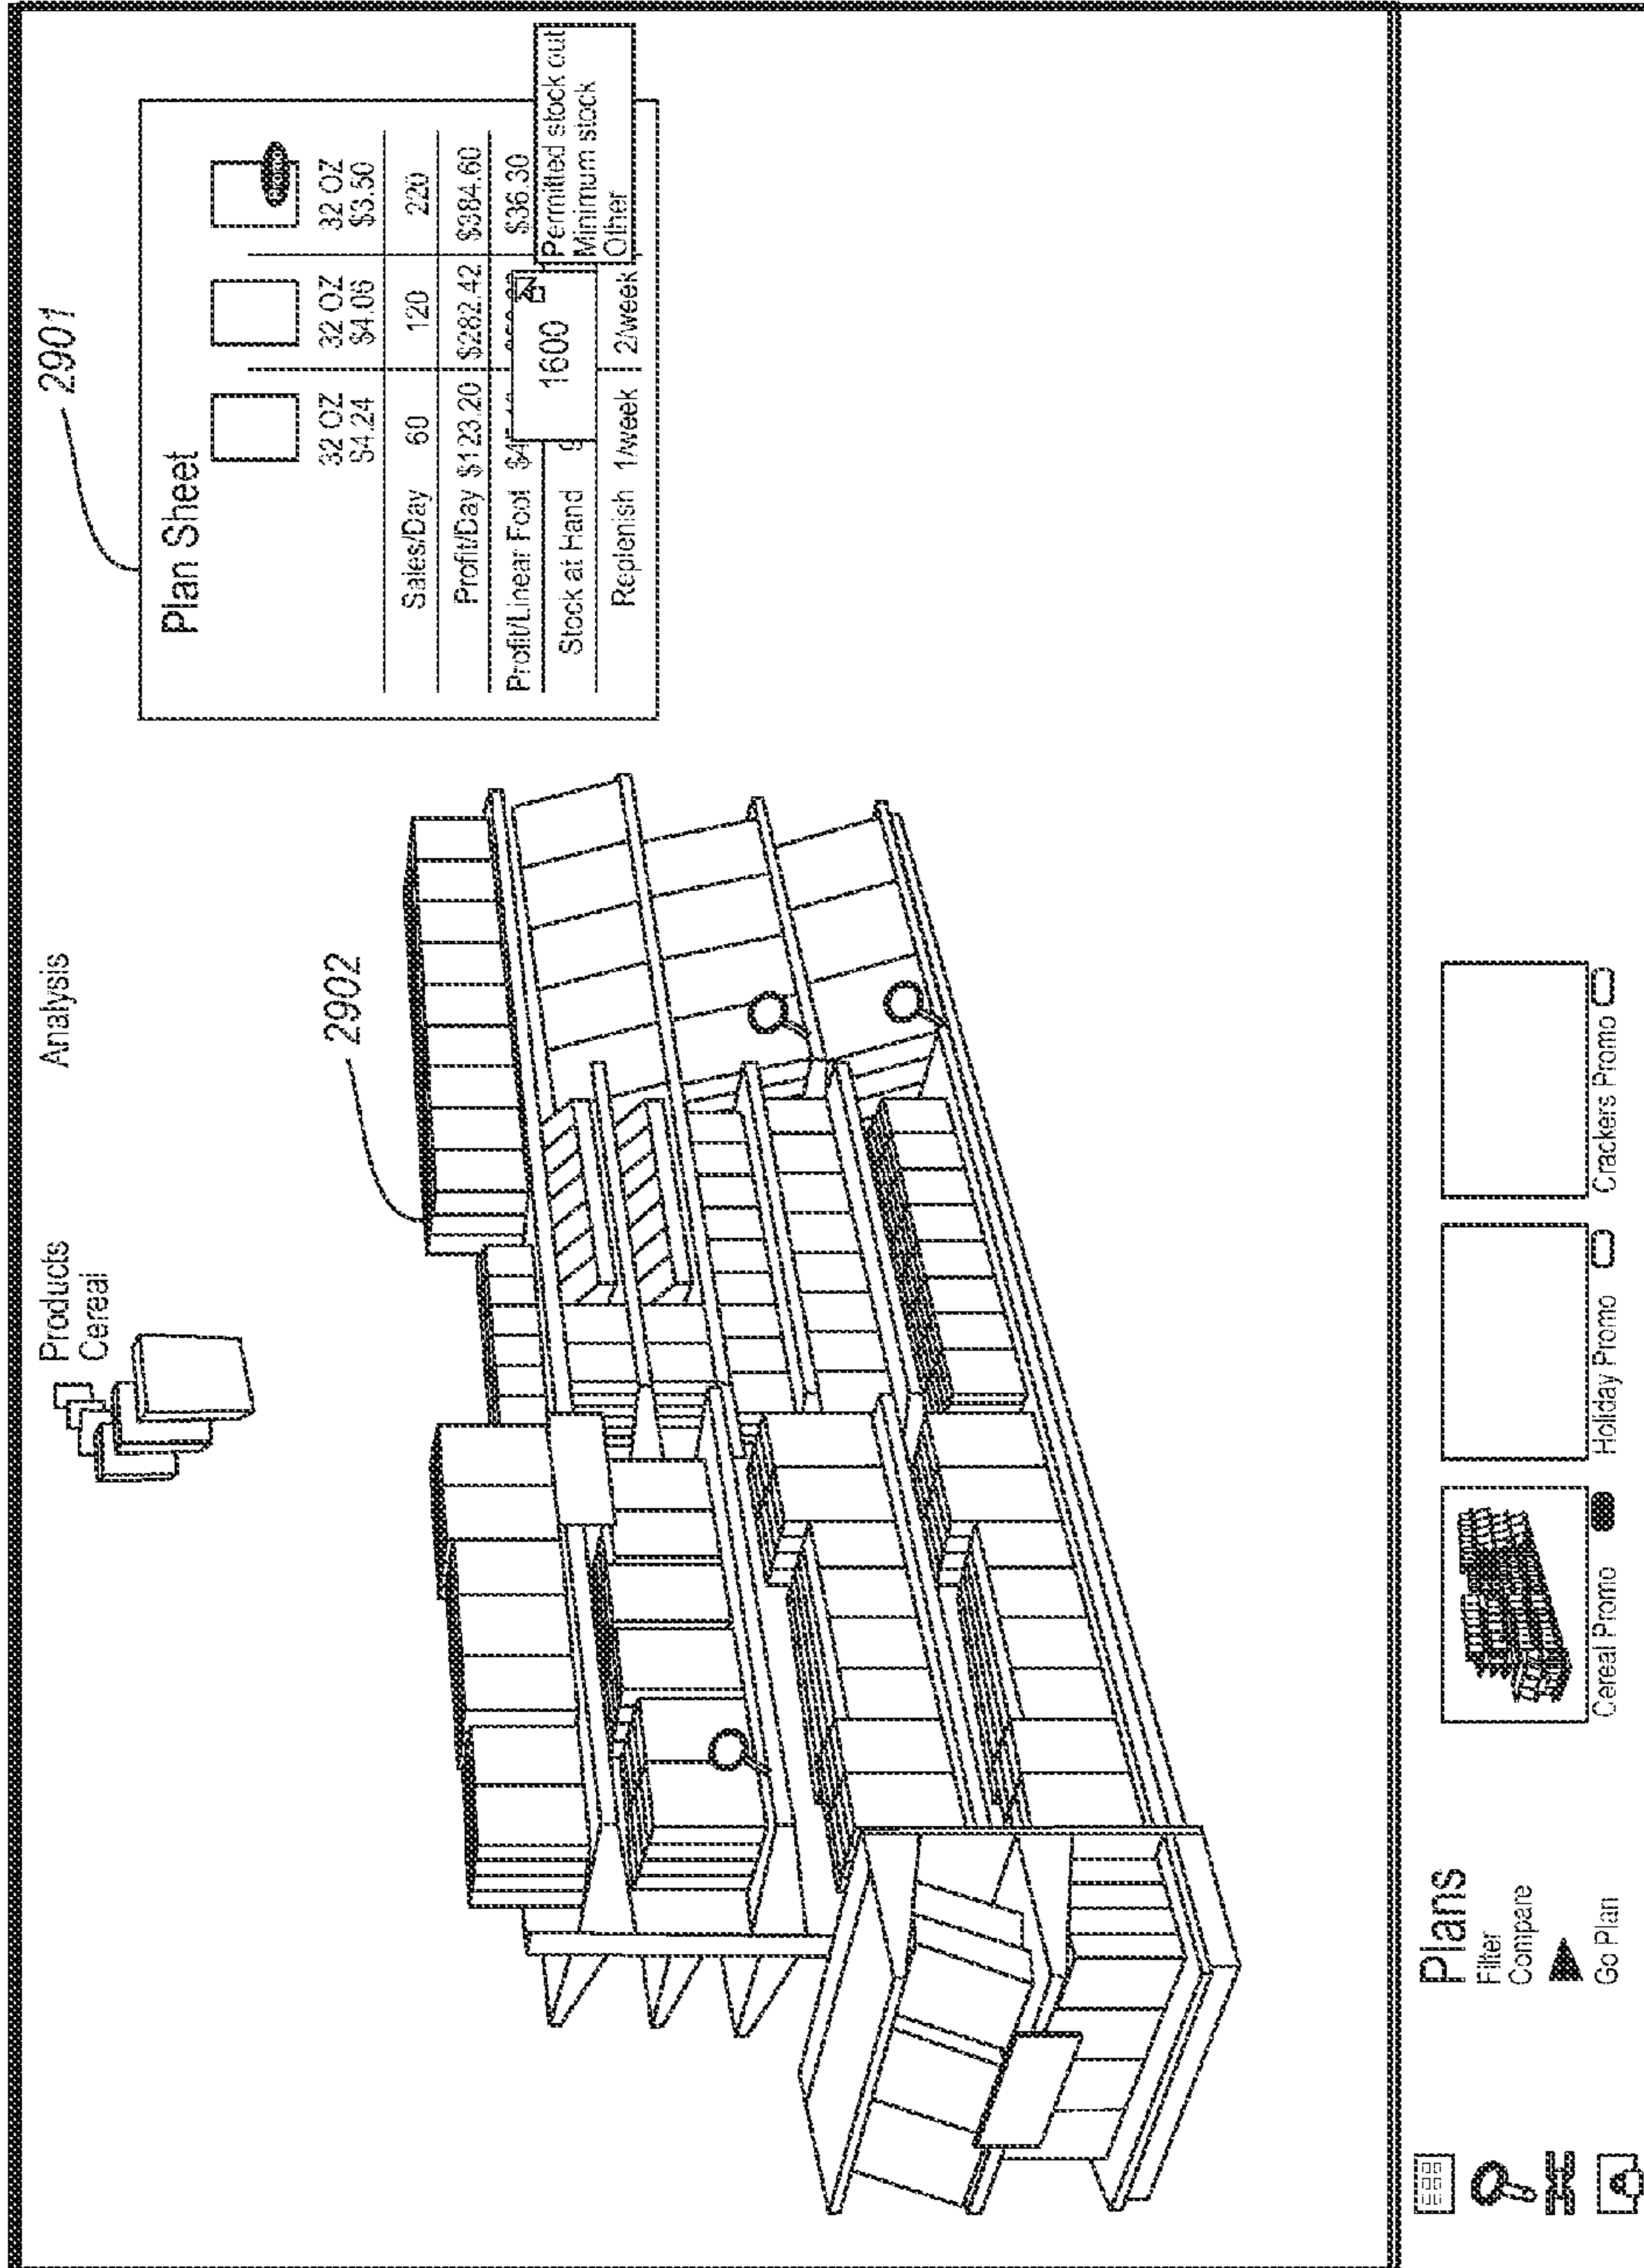 Products
Cereal
Analysis
2901
2902
Plan Sheet
32 OZ 32 OZ 32 OZ
$4.24 $4.06 $3.50
Sales/Day 60 120 220
Profit/Day $123.20 $282.42 $384.60
Profit/Linear Foot $36.30
1600
Permitted stock out
Minimum stock
Other
Stock at Hand
Replenish 1/week 2/week
Plans
Filter
Compare
Go Plan
Cereal Promo
Holiday Promo
Crackers Promo